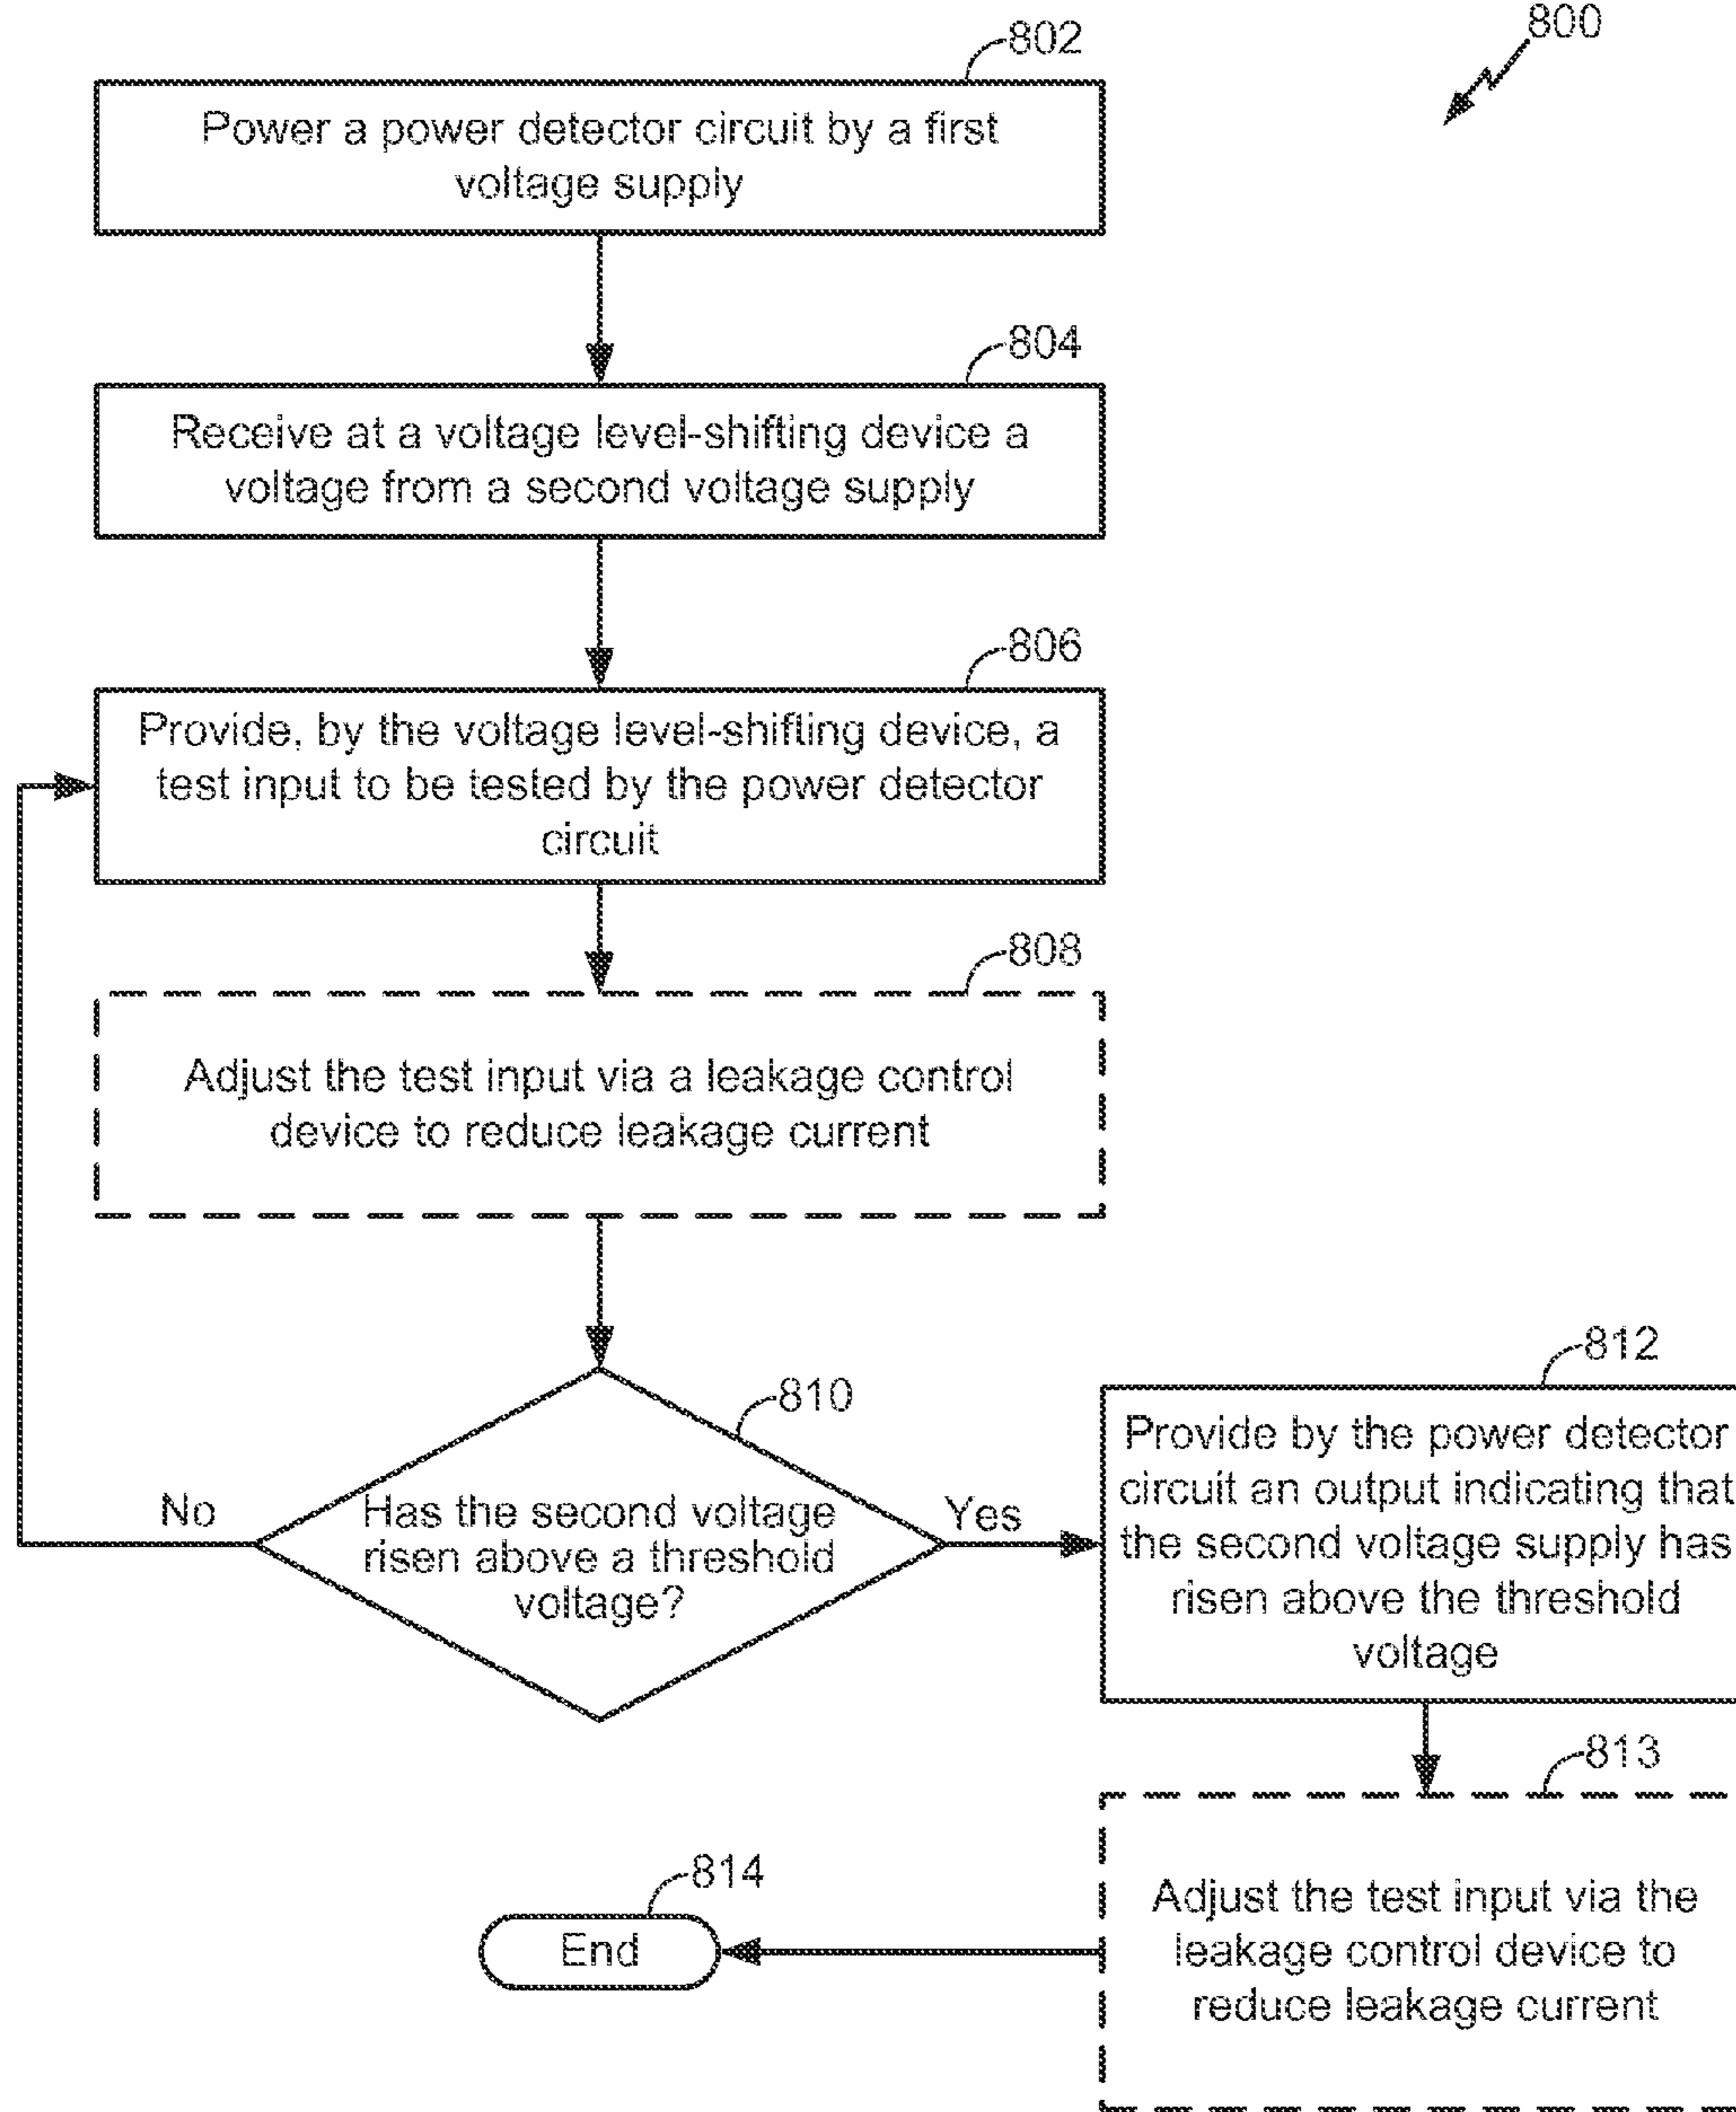 800
802
Power a power detector circuit by a first
voltage supply
804
Receive at a voltage level-shifting device a
voltage from a second voltage supply
806
Provide, by the voltage level-shifting device, a
test input to be tested by the power detector
circuit
808
Adjust the test input via a leakage control
device to reduce leakage current
810
Has the second voltage
risen above a threshold
voltage?
No
Yes
812
Provide by the power detector
circuit an output indicating that
the second voltage supply has
risen above the threshold
voltage
813
Adjust the test input via the
leakage control device to
reduce leakage current
814
End